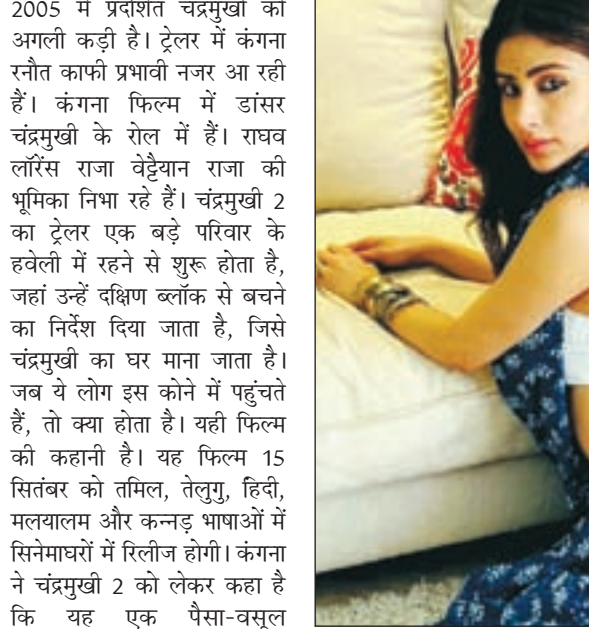 2005 में प्रदर्शित चंद्रमुखी की
अगली कड़ी है। ट्रेलर में कंगना
रनौत काफी प्रभावी नजर आ रही
हैं। कंगना फिल्म में डांसर
चंद्रमुखी के रोल में हैं। राघव
लॉरेंस राजा वेट्टैयान राजा की
भूमिका निभा रहे हैं। चंद्रमुखी 2
का ट्रेलर एक बड़े परिवार के
हवेली में रहने से शुरू होता है,
जहां उन्हें दक्षिण ब्लॉक से बचने
का निर्देश दिया जाता है, जिसे
चंद्रमुखी का घर माना जाता है।
जब ये लोग इस कोने में पहुंचते
हैं, तो क्या होता है। यही फिल्म
की कहानी है। यह फिल्म 15
सितंबर को तमिल, तेलुगु, हिंदी,
मलयालम और कन्नड़ भाषाओं में
सिनेमाघरों में रिलीज होगी। कंगना
ने चंद्रमुखी 2 को लेकर कहा है
कि यह एक पैसा-वसूल